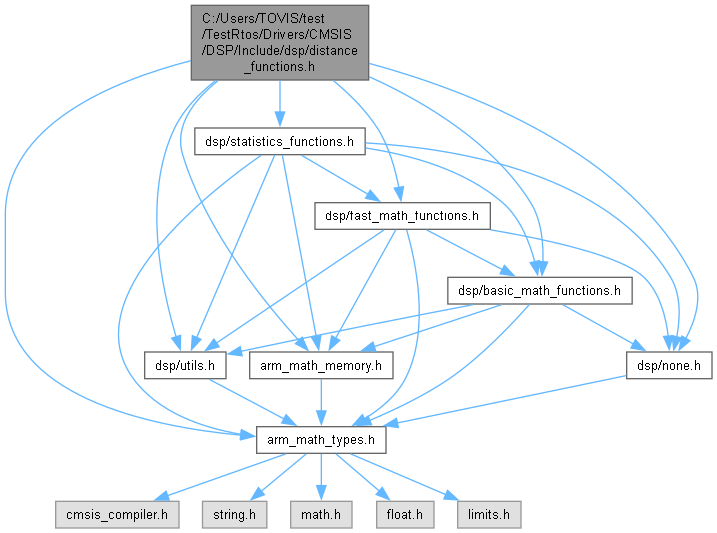 C:/Users/TOVIS/test
/TestRtos/Drivers/CMSIS
/DSP/Include/dsp/distance
_functions.h
dsp/statistics_functions.h
dsp/fast_math_functions.h
dsp/basic_math_functions.h
dsp/utils.h
arm_math_memory.h
dsp/none.h
arm_math_types.h
cmsis_compiler.h
string.h
math.h
float.h
limits.h